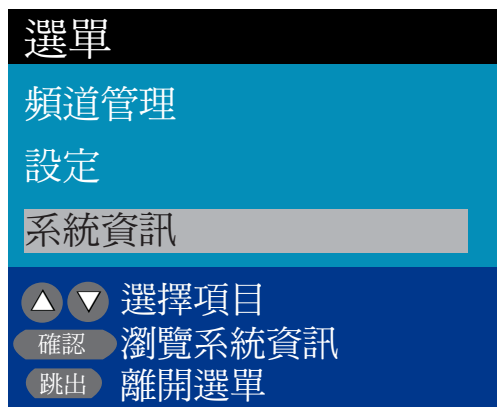 選單
頻道管理
設定
系統資訊
選擇項目
確認 瀏覽系統資訊
跳出 離開選單